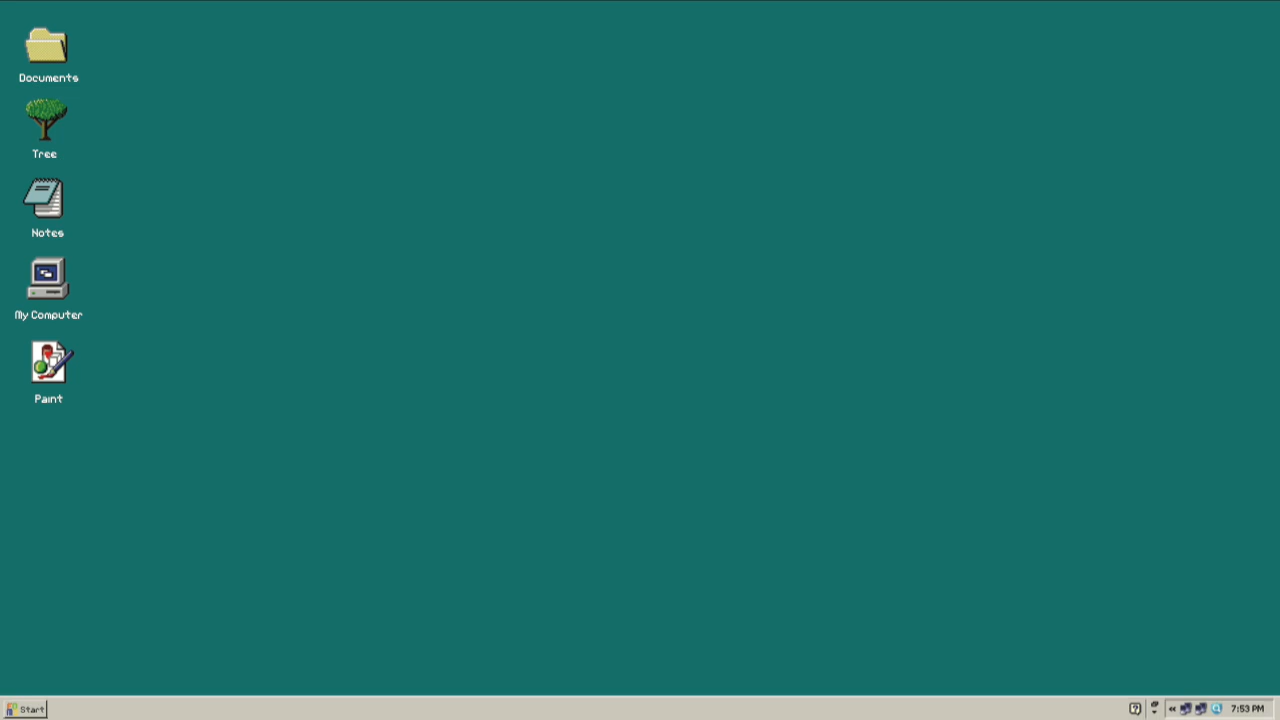 Documents
Tree
Notes
My Computer
Paint
Start
7:53 PM